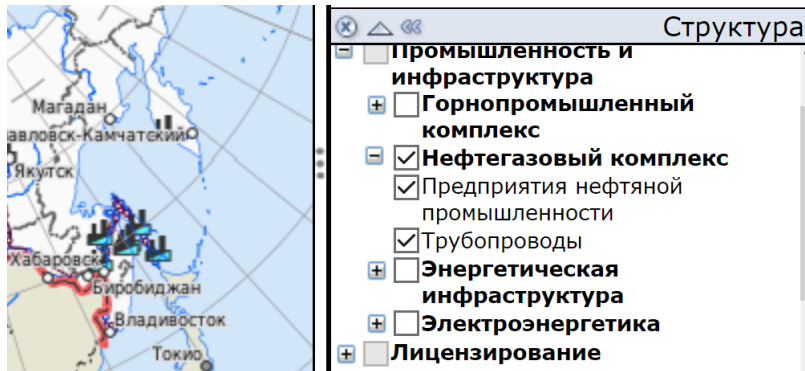 Магадан
авловск-Камчатский
Якутск
Хабаровск
Биробиджан
Владивосток
Токио
Структура
Промышленность и
инфраструктура
Горнопромышленный
комплекс
Нефтегазовый комплекс
Предприятия нефтяной
промышленности
Трубопроводы
Энергетическая
инфраструктура
Электроэнергетика
Лицензирование